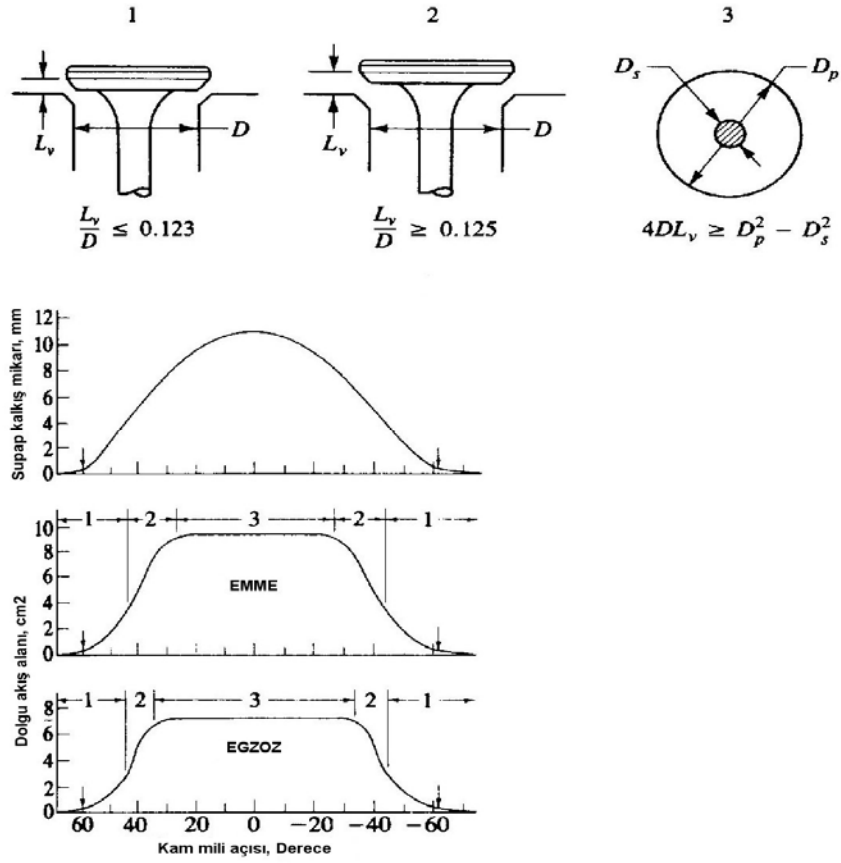 1
2
3
L_v
D
L_v
D
D_s
D_p
L_v/D ≤ 0.123
L_v/D ≥ 0.125
4DL_v ≥ D_p^2 − D_s^2
Supap kalkış mikarı, mm
12
10
8
6
4
2
0
Dolgu akış alanı, cm2
1 2 3 2 1
10
8
6
4
2
0
EMME
1 2 3 2 1
8
6
4
2
0
EGZOZ
60 40 20 0 −20 −40 −60
Kam mili açısı, Derece